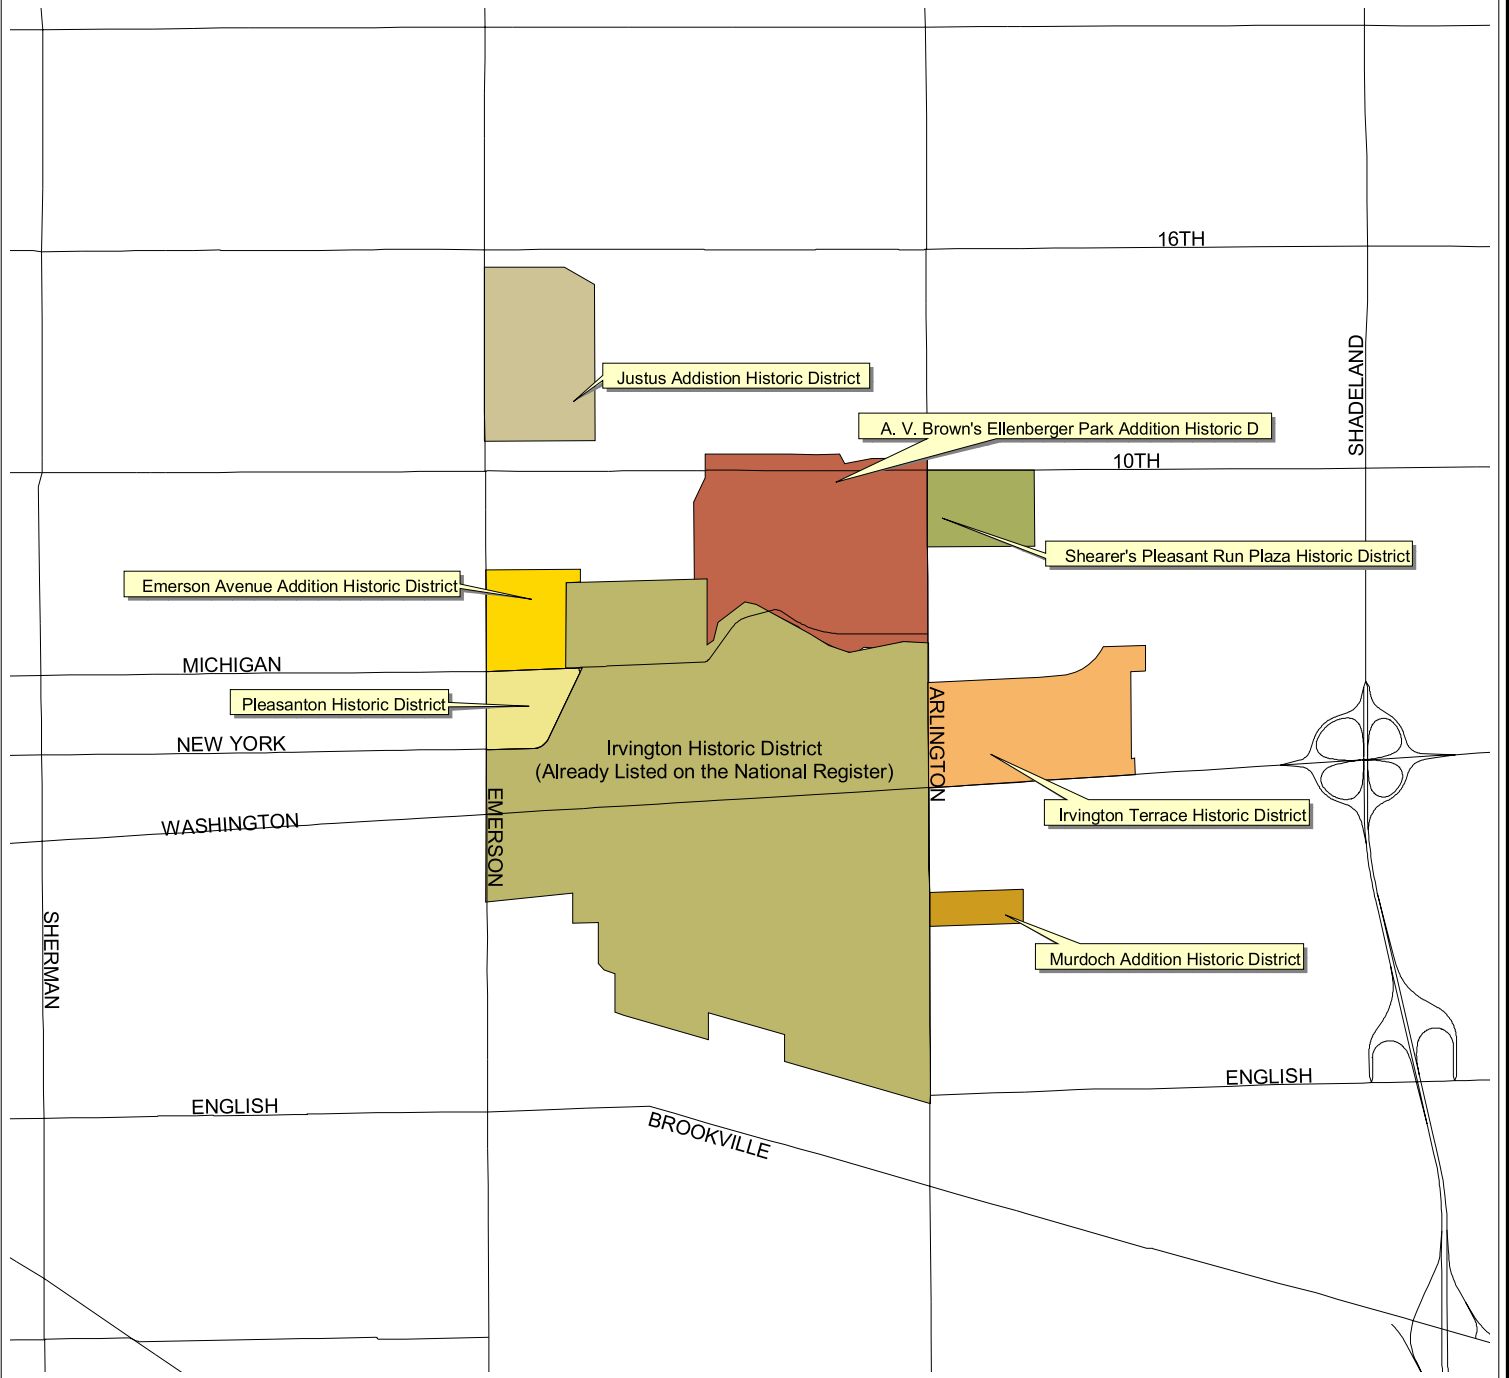 16TH
SHADELAND
Justus Addistion Historic District
A. V. Brown's Ellenberger Park Addition Historic D
10TH
Shearer's Pleasant Run Plaza Historic District
Emerson Avenue Addition Historic District
MICHIGAN
Pleasanton Historic District
ARLINGTON
NEW YORK
Irvington Historic District
(Already Listed on the National Register)
EMERSON
WASHINGTON
Irvington Terrace Historic District
SHERMAN
Murdoch Addition Historic District
ENGLISH
ENGLISH
BROOKVILLE